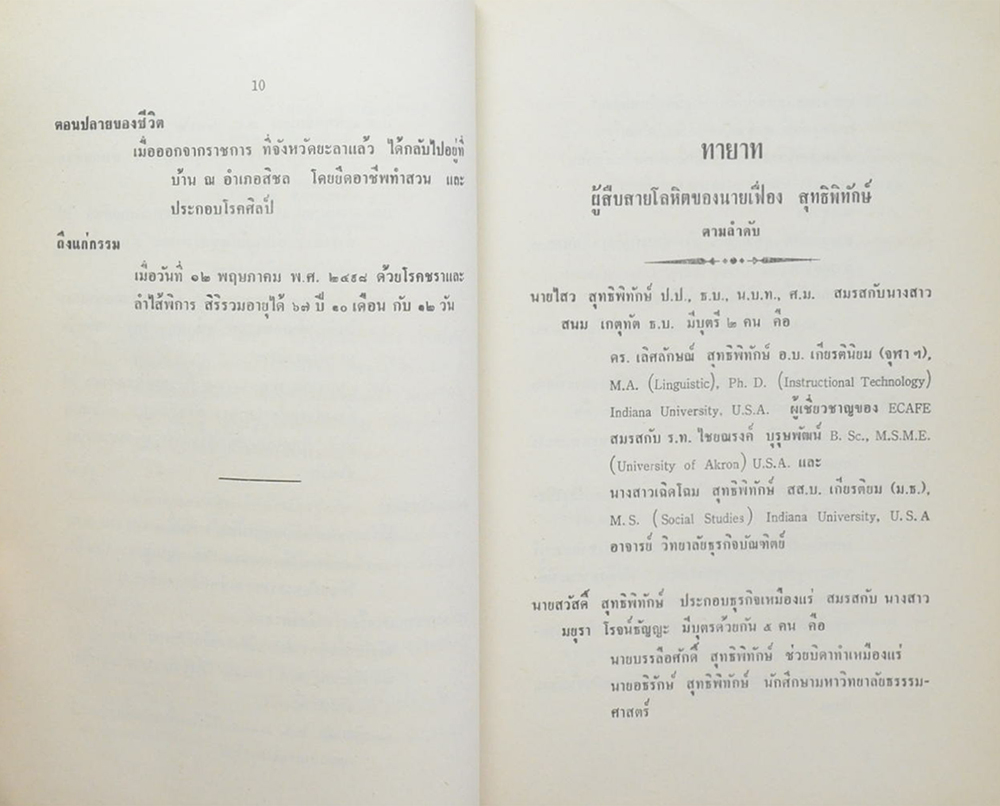 10
ตอนปลายของชีวิต
เมื่อออกจากราชการ ที่จังหวัดยะลาแล้ว ได้กลับไปอยู่ที่
บ้าน ณ อำเภอสิชล โดยยึดอาชีพทำสวน และ
ประกอบโรคศิลป์
ถึงแก่กรรม
เมื่อวันที่ ๑๒ พฤษภาคม พ.ศ. ๒๔๙๘ ด้วยโรคชราและ
ลำไส้พิการ สิริรวมอายุได้ ๖๗ ปี ๑๐ เดือน กับ ๑๒ วัน
ทายาท
ผู้สืบสายโลหิตของนายเฟื่อง สุทธิพิทักษ์
ตามลำดับ
นายไสว สุทธิพิทักษ์ ป.ป., ธ.บ., น.บ.ท., ศ.ม. สมรสกับนางสาว
สนม เกตุทัต ธ.บ. มีบุตรี ๒ คน คือ
ดร. เลิศลักษณ์ สุทธิพิทักษ์ อ.บ. เกียรตินิยม (จุฬา ฯ),
M.A. (Linguistic), Ph. D. (Instructional Technology)
Indiana University, U.S.A. ผู้เชี่ยวชาญของ ECAFE
สมรสกับ ร.ท. ไชยณรงค์ บุรุษพัฒน์ B. Sc., M.S.M.E.
(University of Akron) U.S.A. และ
นางสาวเฉิดโฉม สุทธิพิทักษ์ สส.บ. เกียรติยม (ม.ธ.),
M.S. (Social Studies) Indiana University, U.S.A
อาจารย์ วิทยาลัยธุรกิจบัณฑิตย์
นายสวัสดิ์ สุทธิพิทักษ์ ประกอบธุรกิจเหมืองแร่ สมรสกับ นางสาว
มยุรา โรจน์ธัญญะ มีบุตรด้วยกัน ๕ คน คือ
นายบรรลือศักดิ์ สุทธิพิทักษ์ ช่วยบิดาทำเหมืองแร่
นายอธิรักษ์ สุทธิพิทักษ์ นักศึกษามหาวิทยาลัยธรรรม-
ศาสตร์